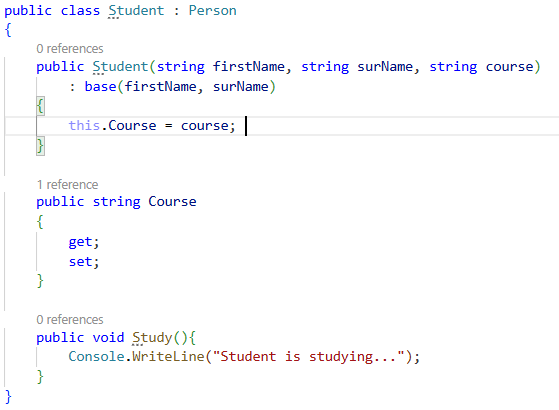 public class Student : Person
{
0 references
public Student(string firstName, string surName, string course)
: base(firstName, surName)
{
this.Course = course;
}
1 reference
public string Course
{
get;
set;
}
0 references
public void Study(){
Console.WriteLine("Student is studying...");
}
}